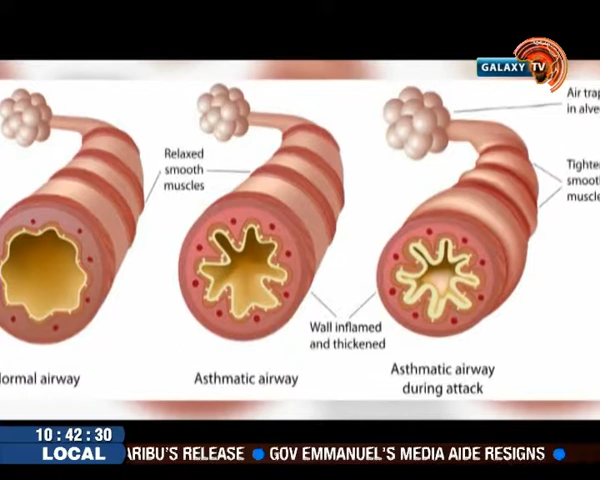 GALAXY TV
Air trap
in alve
Relaxed
smooth
muscles
Tighte
smoot
muscle
Wall inflamed
and thickened
ormal airway
Asthmatic airway
Asthmatic airway
during attack
10:42:30
LOCAL
ARIBU'S RELEASE GOV EMMANUEL'S MEDIA AIDE RESIGNS